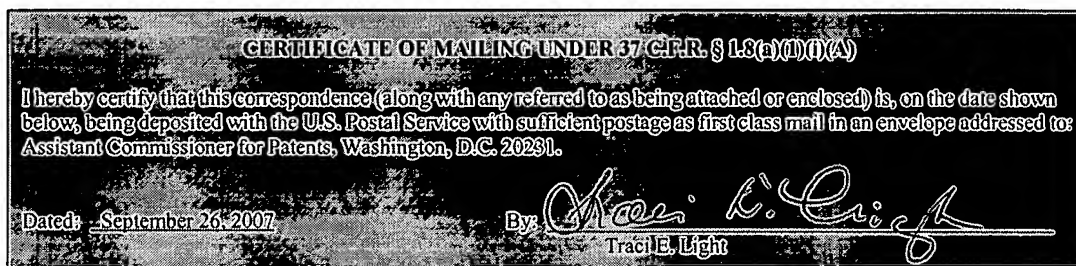 CERTIFICATE OF MAILING UNDER 37 C.F.R. § 1.8(a)(1)(i)(A)
I hereby certify that this correspondence (along with any referred to as being attached or enclosed) is, on the date shown
below, being deposited with the U.S. Postal Service with sufficient postage as first class mail in an envelope addressed to:
Assistant Commissioner for Patents, Washington, D.C. 20231.
Dated: September 26, 2007 By:
Traci E. Light